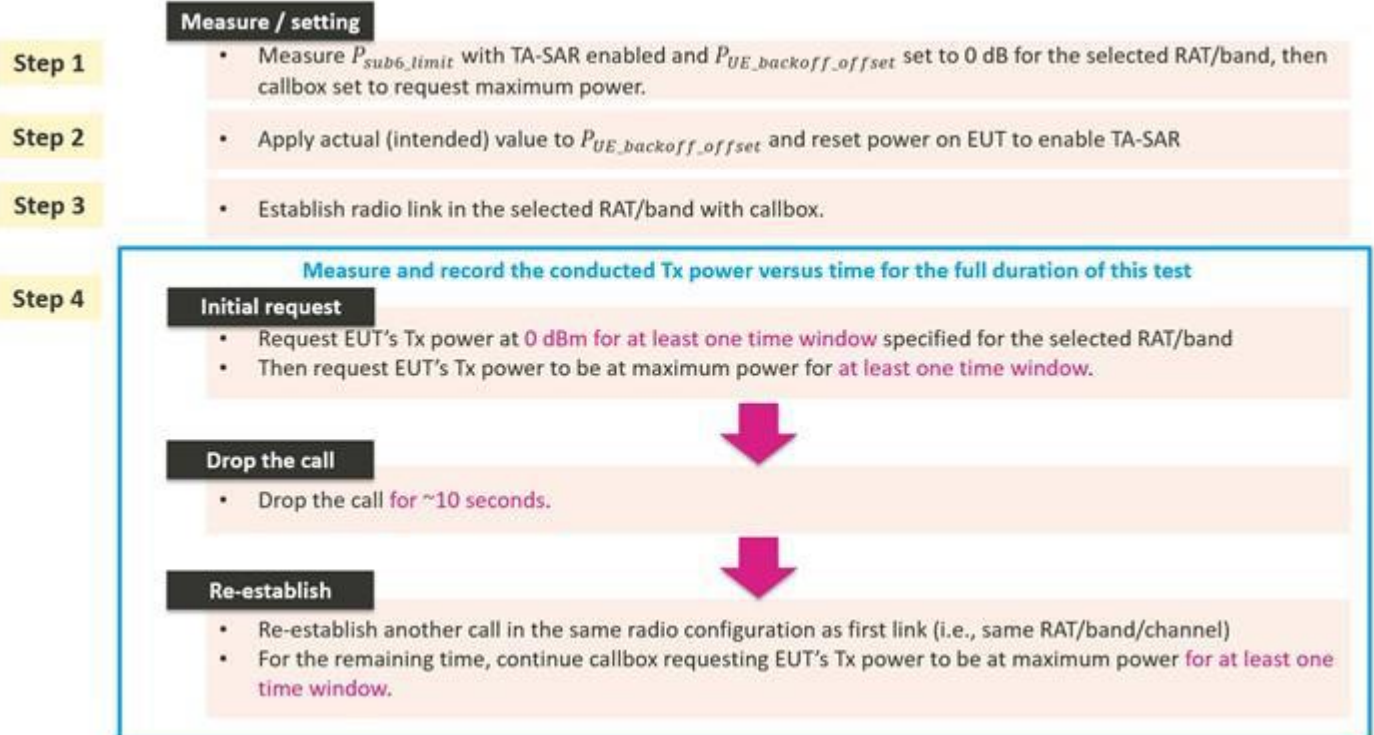 Measure / setting
Step 1
• Measure P_sub6_limit with TA-SAR enabled and P_UE_backoff_offset set to 0 dB for the selected RAT/band, then
callbox set to request maximum power.
Step 2
• Apply actual (intended) value to P_UE_backoff_offset and reset power on EUT to enable TA-SAR
Step 3
• Establish radio link in the selected RAT/band with callbox.
Step 4
Measure and record the conducted Tx power versus time for the full duration of this test
Initial request
• Request EUT's Tx power at 0 dBm for at least one time window specified for the selected RAT/band
• Then request EUT's Tx power to be at maximum power for at least one time window.
Drop the call
• Drop the call for ~10 seconds.
Re-establish
• Re-establish another call in the same radio configuration as first link (i.e., same RAT/band/channel)
• For the remaining time, continue callbox requesting EUT's Tx power to be at maximum power for at least one
time window.